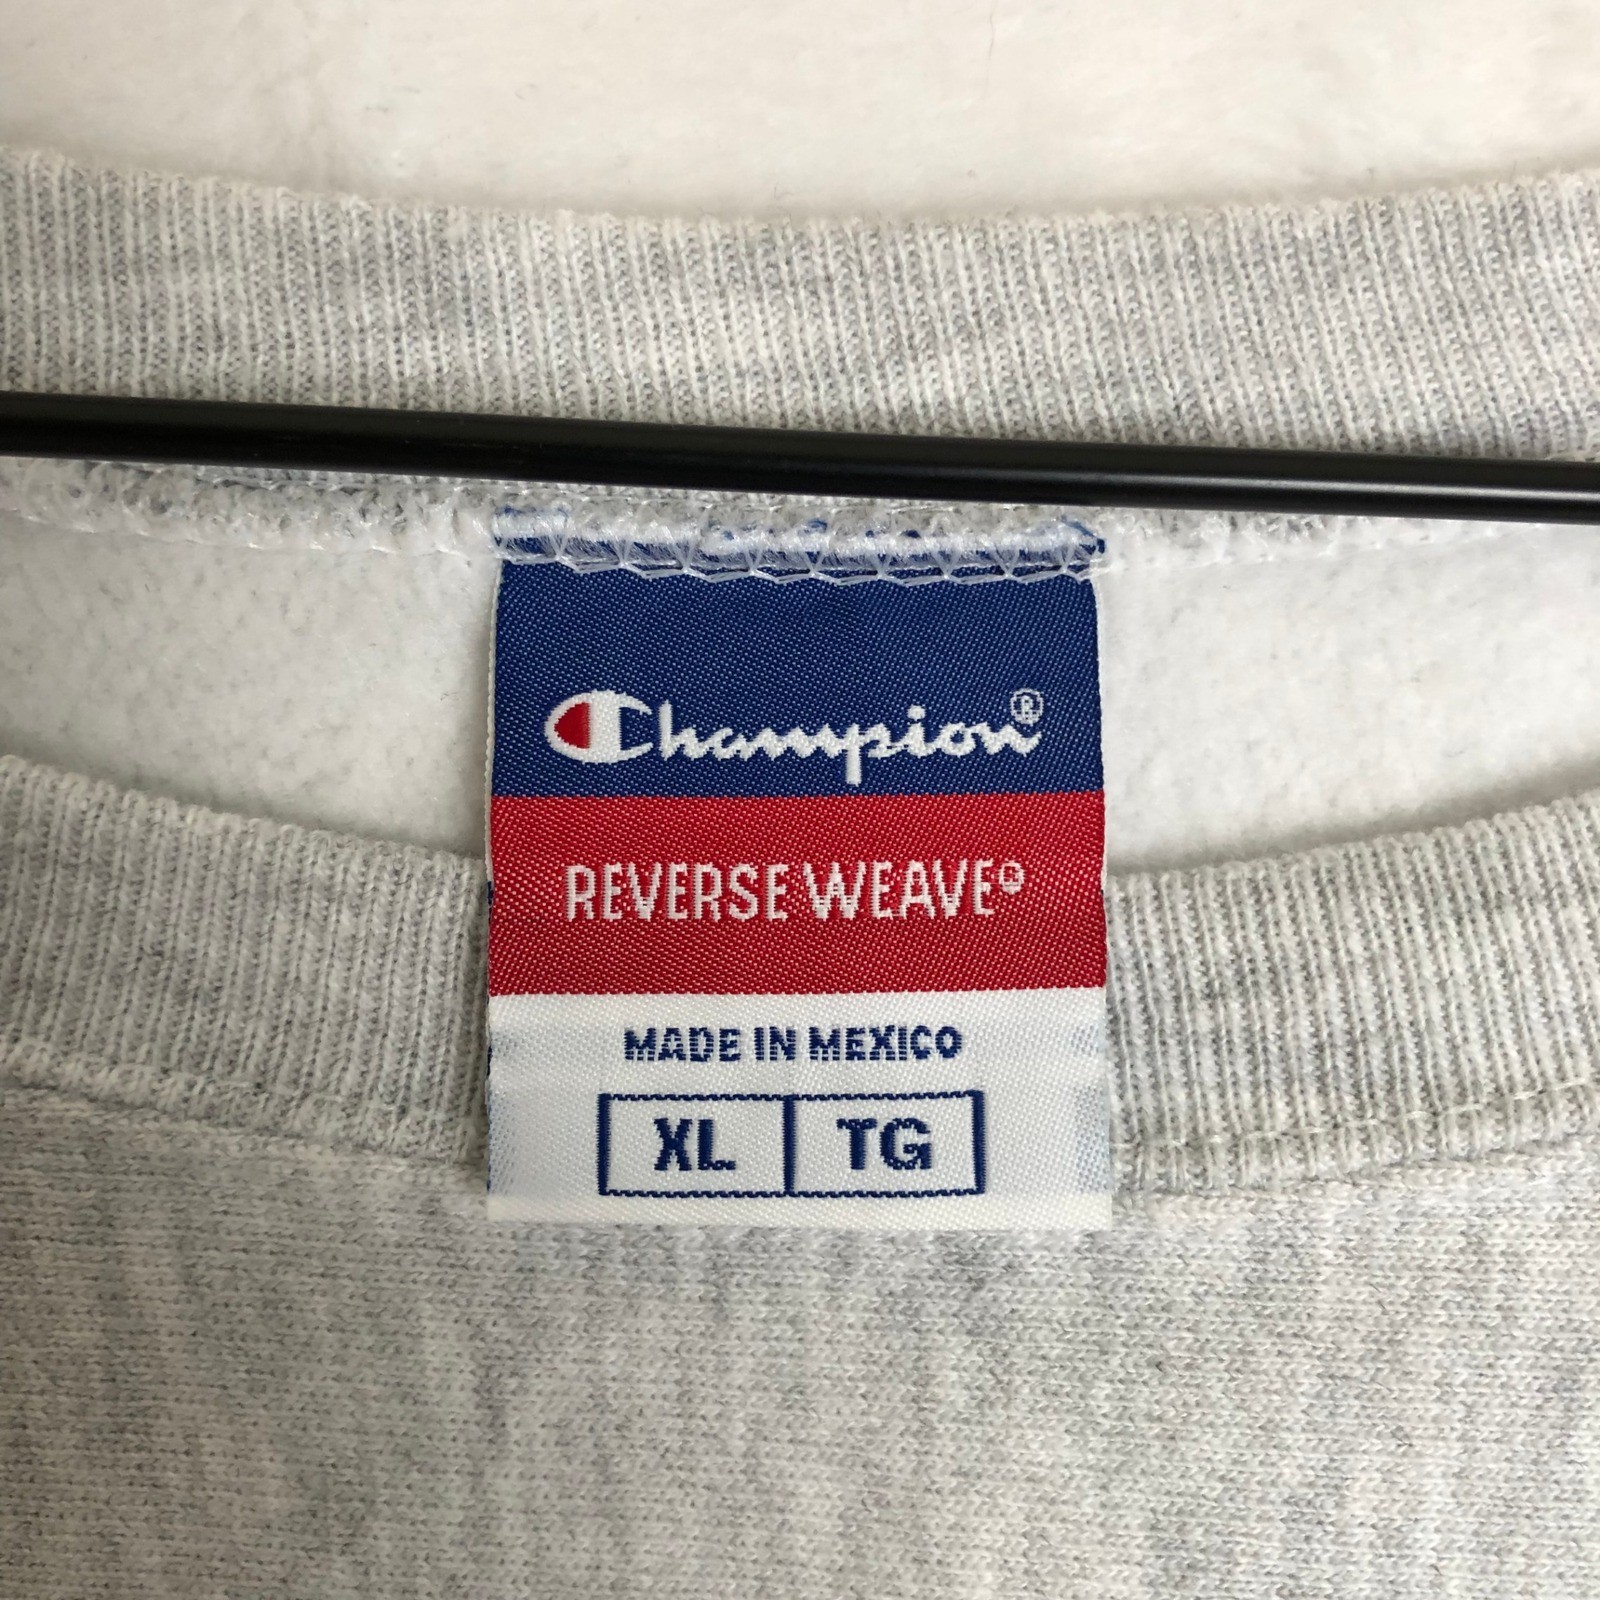 Champion®
REVERSE WEAVE®
MADE IN MEXICO
XL TG